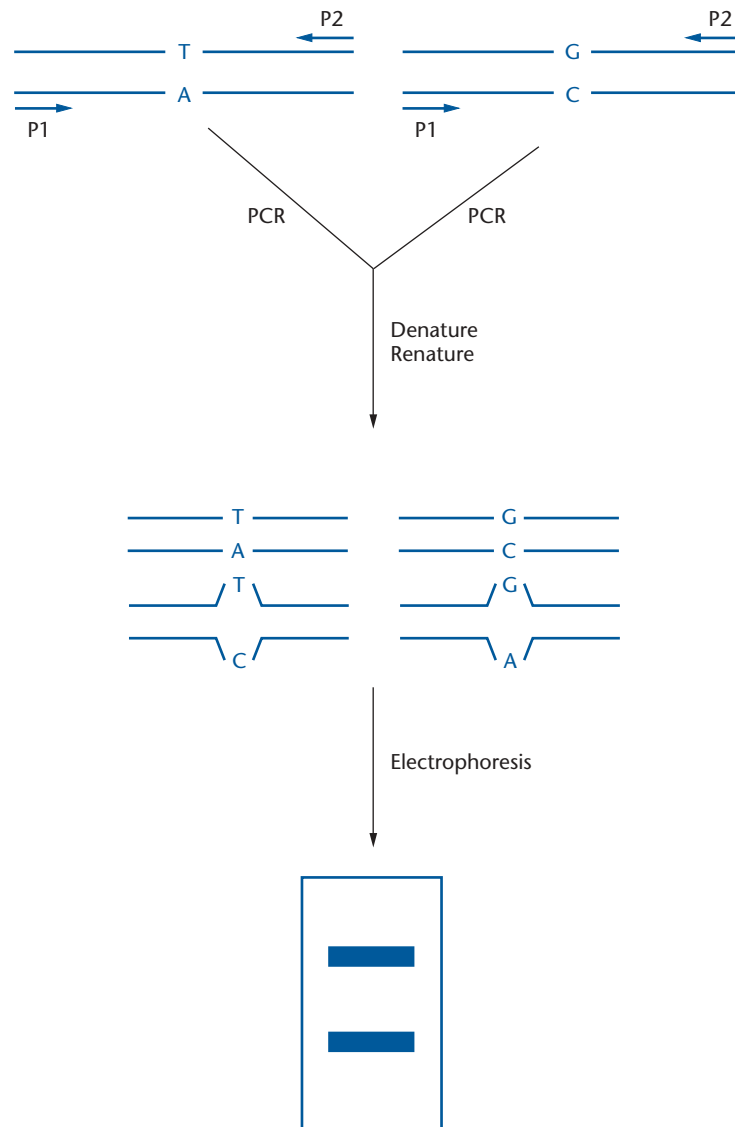 P2 P2
T G
A C
P1 P1
PCR PCR
Denature
Renature
T G
A C
T G
C A
Electrophoresis